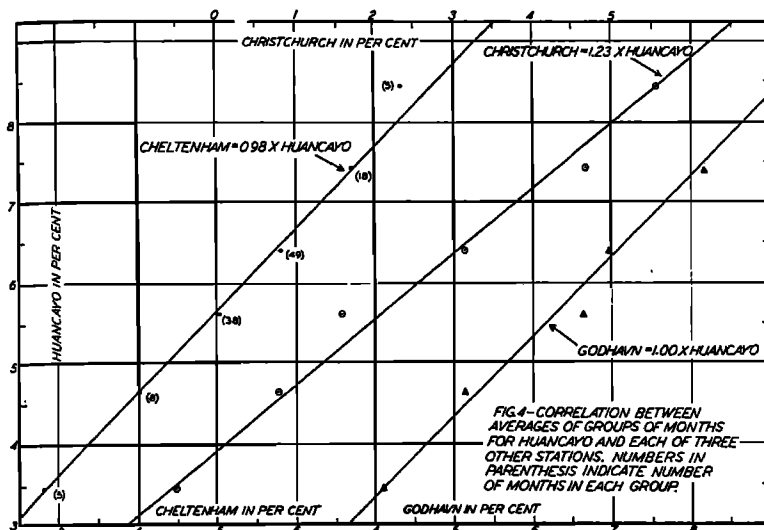 0 1 2 3 4 5
CHRISTCHURCH IN PER CENT
CHRISTCHURCH=1.23 X HUANCAYO
(5)
8
CHELTENHAM=0.98 X HUANCAYO
(18)
7
(49)
6
HUANCAYO IN PER CENT
(38)
GODHAVN=1.00 X HUANCAYO
5
(8)
FIG.4-CORRELATION BETWEEN
AVERAGES OF GROUPS OF MONTHS
FOR HUANCAYO AND EACH OF THREE
OTHER STATIONS. NUMBERS IN
PARENTHESIS INDICATE NUMBER
OF MONTHS IN EACH GROUP.
4
(5)
CHELTENHAM IN PER CENT
GODHAVN IN PER CENT
3